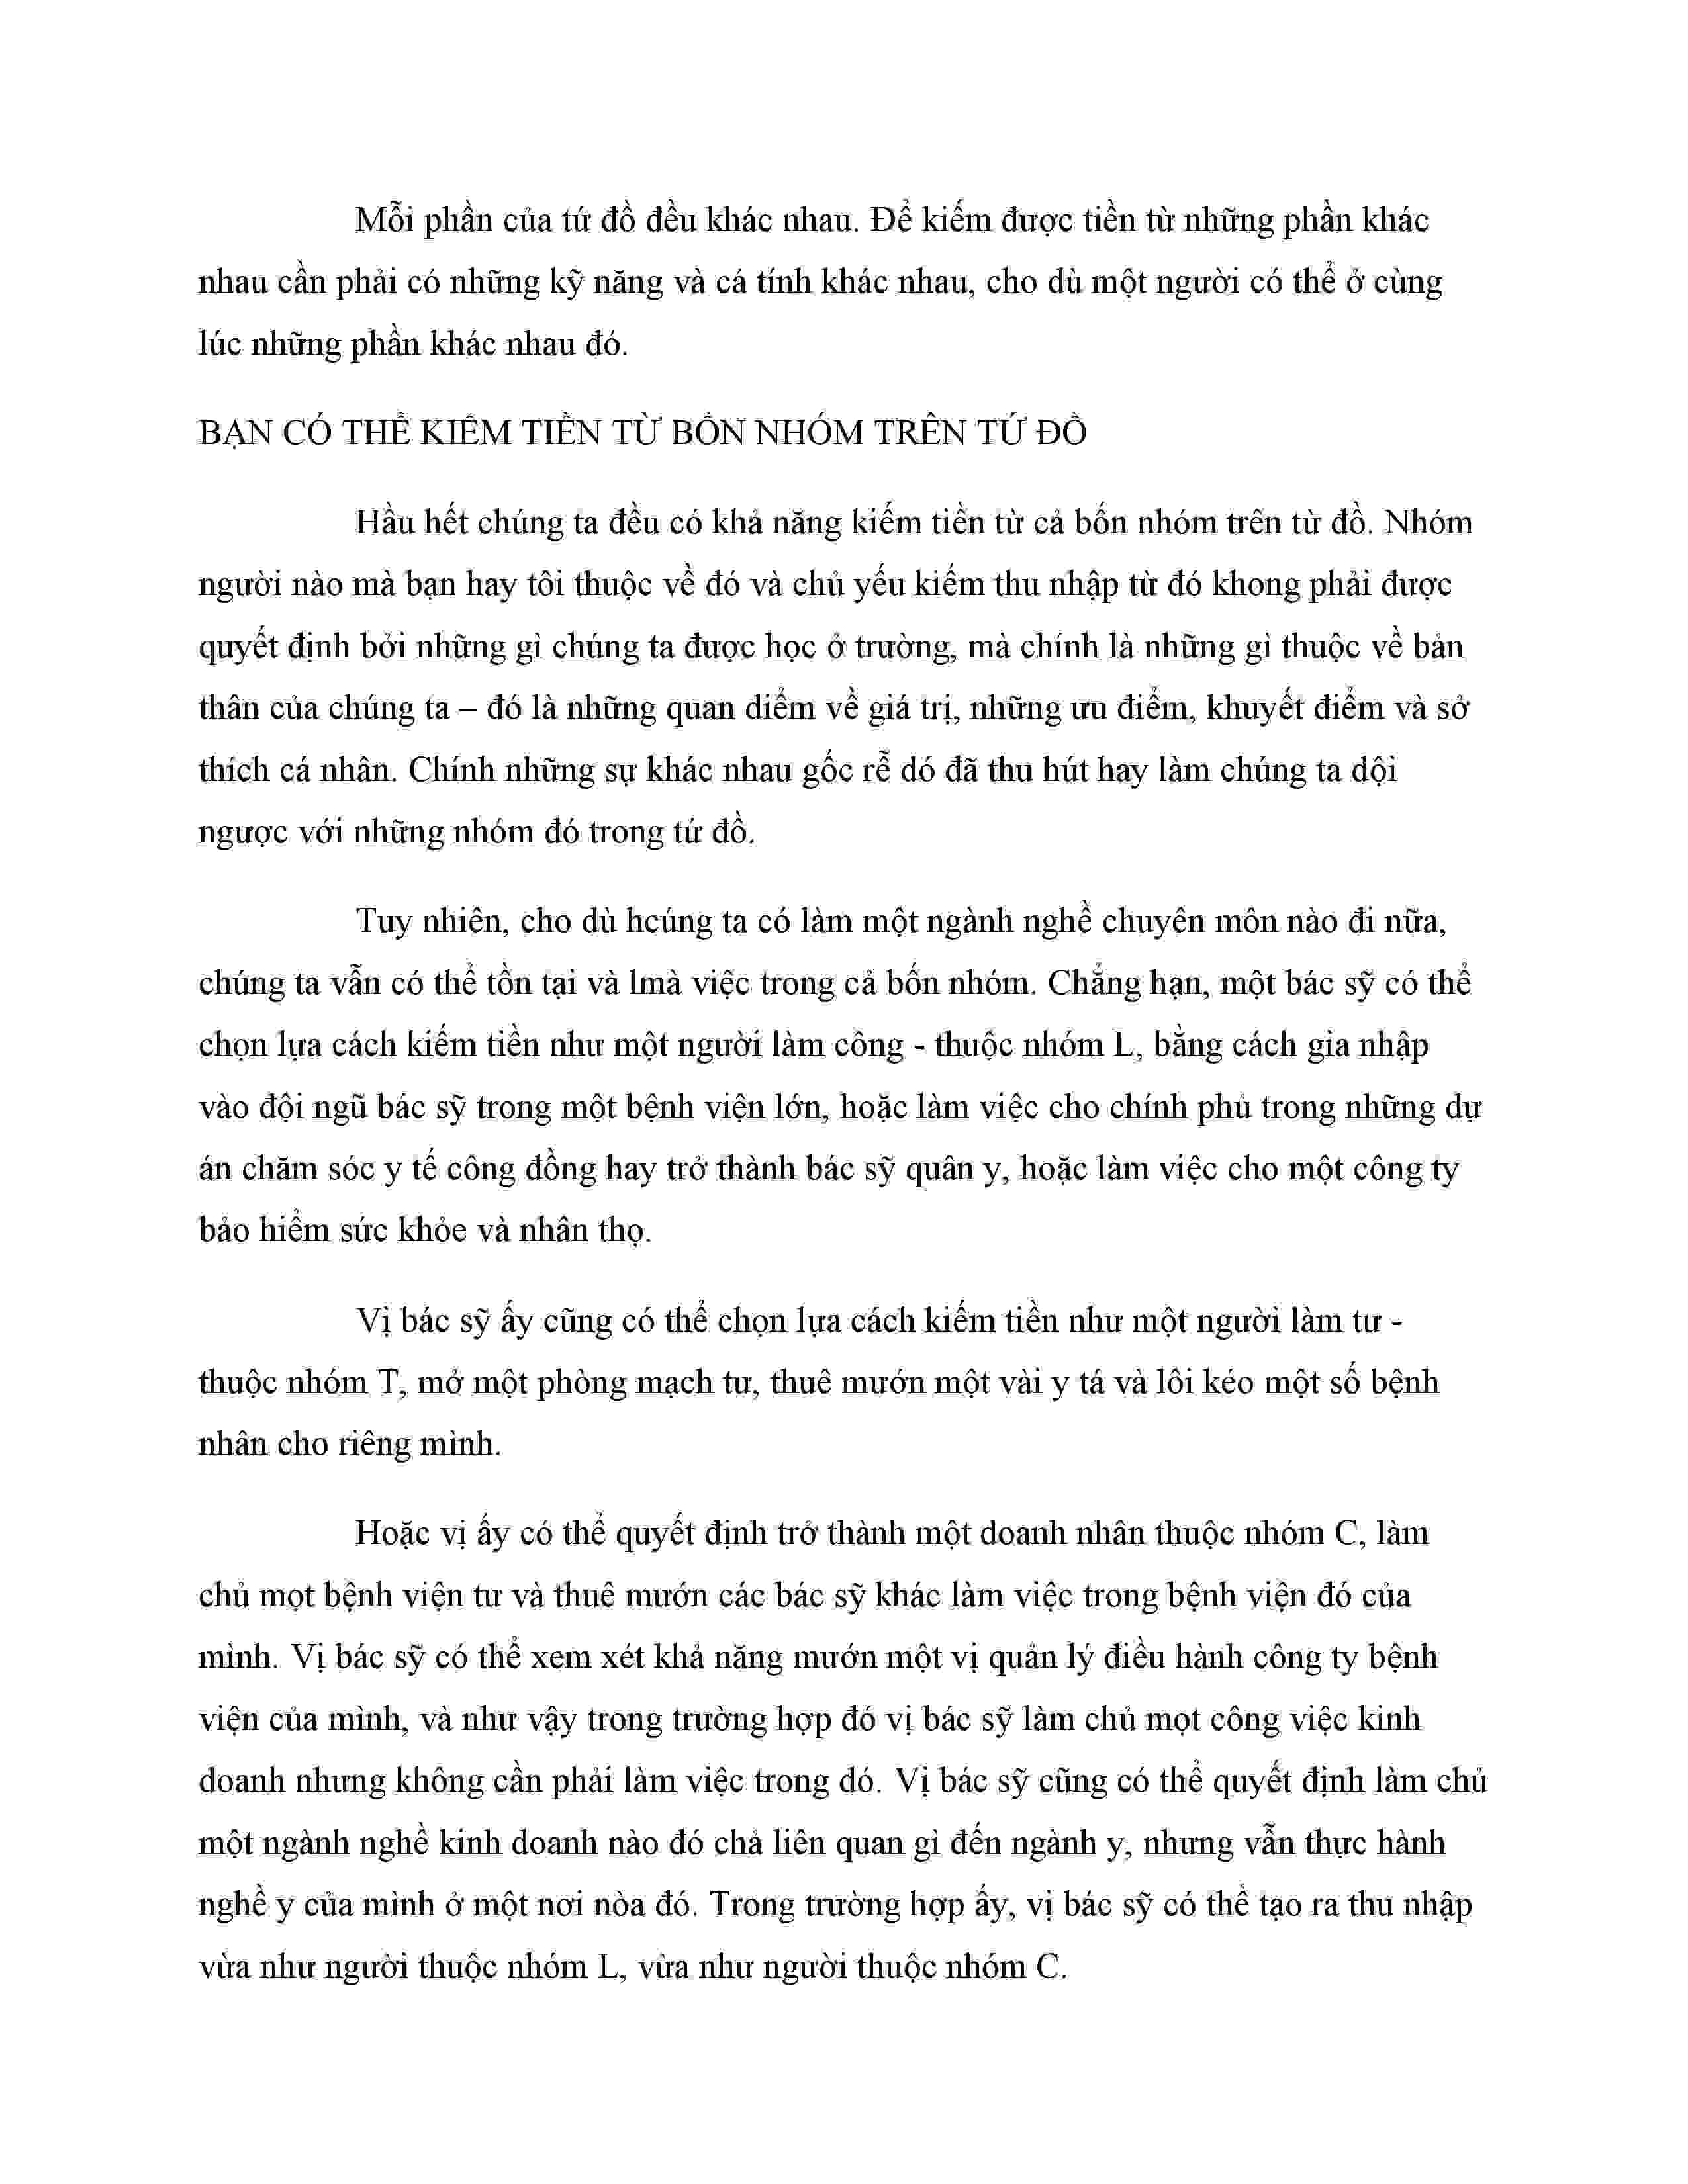 Mỗi phần của tứ đồ đều khác nhau. Để kiếm được tiền từ những phần khác
nhau cần phải có những kỹ năng và cá tính khác nhau, cho dù một người có thể ở cùng
lúc những phần khác nhau đó.
BẠN CÓ THỂ KIẾM TIỀN TỪ BỐN NHÓM TRÊN TỨ ĐỒ
Hầu hết chúng ta đều có khả năng kiếm tiền từ cả bốn nhóm trên từ đồ. Nhóm
người nào mà bạn hay tôi thuộc về đó và chủ yếu kiếm thu nhập từ đó khong phải được
quyết định bởi những gì chúng ta được học ở trường, mà chính là những gì thuộc về bản
thân của chúng ta – đó là những quan diểm về giá trị, những ưu điểm, khuyết điểm và sở
thích cá nhân. Chính những sự khác nhau gốc rễ dó đã thu hút hay làm chúng ta dội
ngược với những nhóm đó trong tứ đồ.
Tuy nhiên, cho dù hcúng ta có làm một ngành nghề chuyên môn nào đi nữa,
chúng ta vẫn có thể tồn tại và lmà việc trong cả bốn nhóm. Chẳng hạn, một bác sỹ có thể
chọn lựa cách kiếm tiền như một người làm công - thuộc nhóm L, bằng cách gia nhập
vào đội ngũ bác sỹ trong một bệnh viện lớn, hoặc làm việc cho chính phủ trong những dự
án chăm sóc y tế công đồng hay trở thành bác sỹ quân y, hoặc làm việc cho một công ty
bảo hiểm sức khỏe và nhân thọ.
Vị bác sỹ ấy cũng có thể chọn lựa cách kiếm tiền như một người làm tư -
thuộc nhóm T, mở một phòng mạch tư, thuê mướn một vài y tá và lôi kéo một số bệnh
nhân cho riêng mình.
Hoặc vị ấy có thể quyết định trở thành một doanh nhân thuộc nhóm C, làm
chủ mọt bệnh viện tư và thuê mướn các bác sỹ khác làm việc trong bệnh viện đó của
mình. Vị bác sỹ có thể xem xét khả năng mướn một vị quản lý điều hành công ty bệnh
viện của mình, và như vậy trong trường hợp đó vị bác sỹ làm chủ mọt công việc kinh
doanh nhưng không cần phải làm việc trong dó. Vị bác sỹ cũng có thể quyết định làm chủ
một ngành nghề kinh doanh nào đó chả liên quan gì đến ngành y, nhưng vẫn thực hành
nghề y của mình ở một nơi nòa đó. Trong trường hợp ấy, vị bác sỹ có thể tạo ra thu nhập
vừa như người thuộc nhóm L, vừa như người thuộc nhóm C.